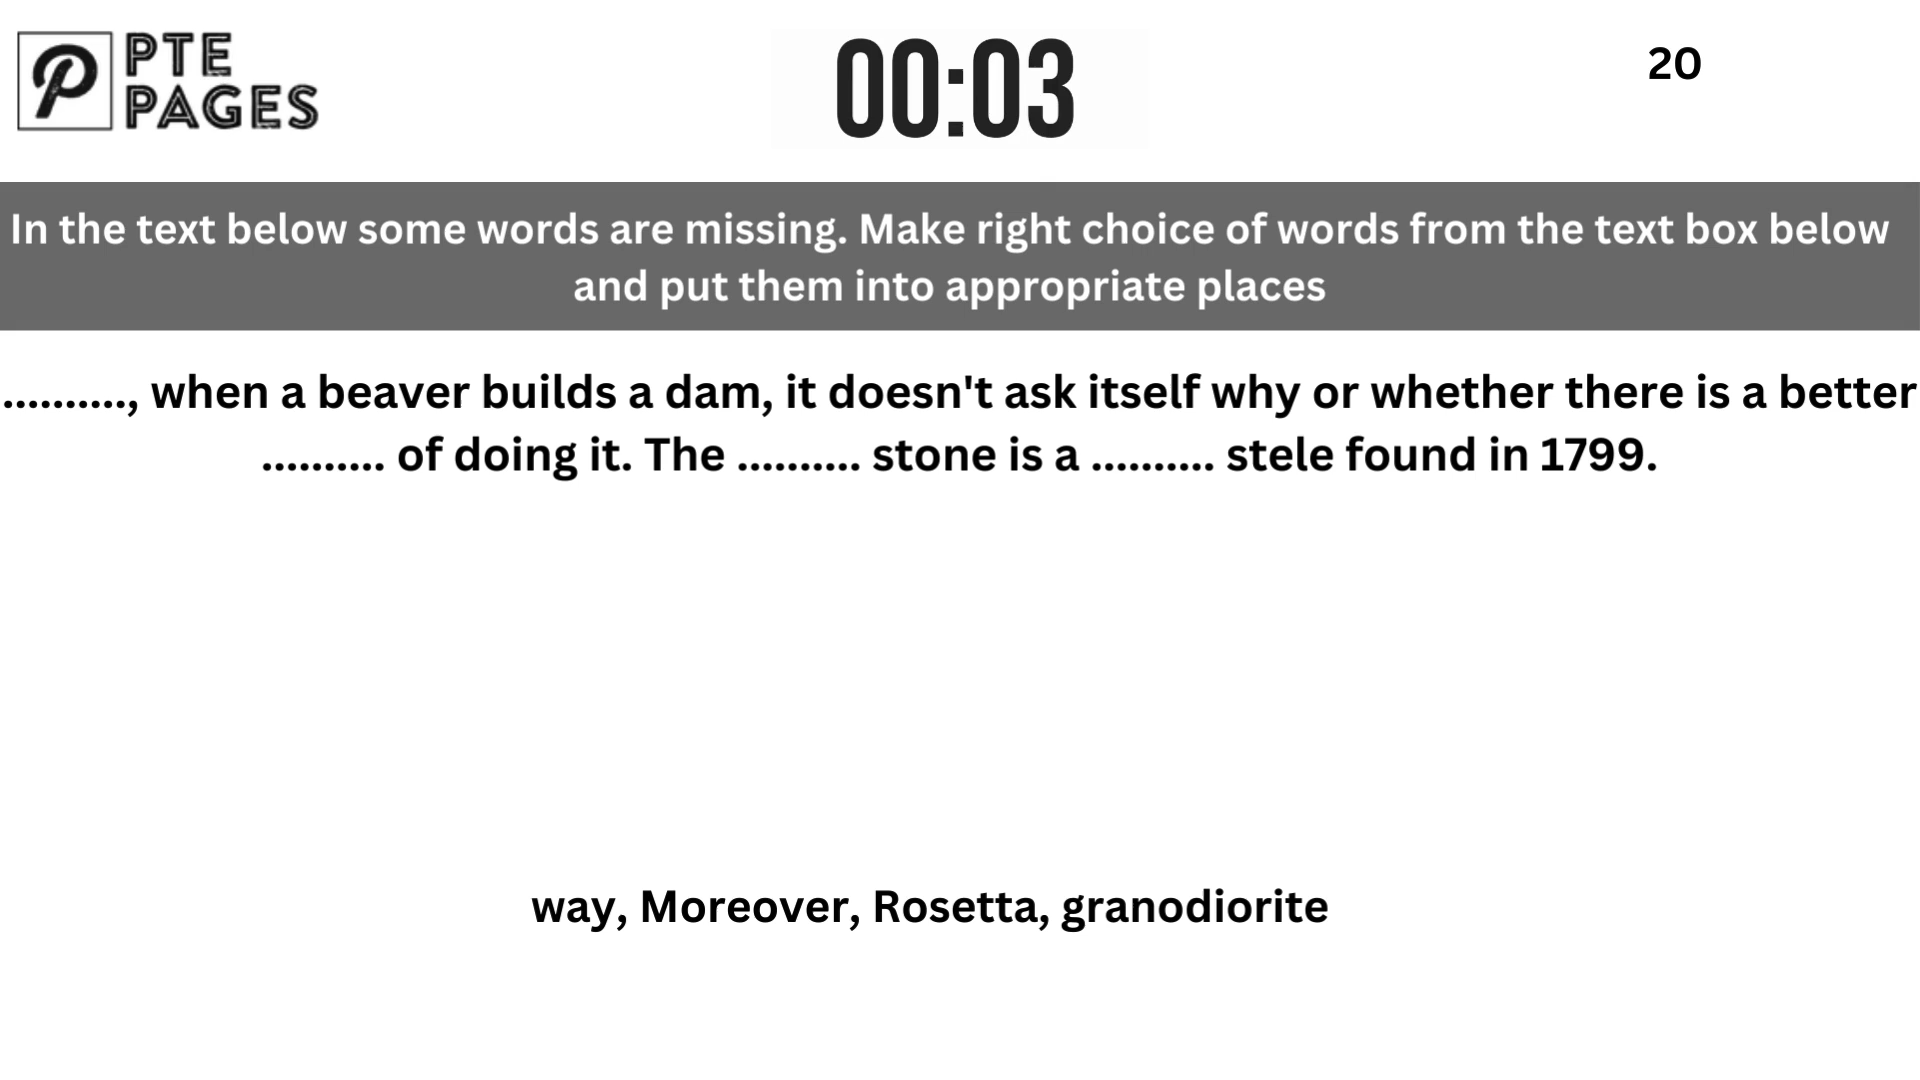 PTE
PAGES
00:03
20
In the text below some words are missing. Make right choice of words from the text box below
and put them into appropriate places
.........., when a beaver builds a dam, it doesn't ask itself why or whether there is a better
.......... of doing it. The .......... stone is a .......... stele found in 1799.
way, Moreover, Rosetta, granodiorite